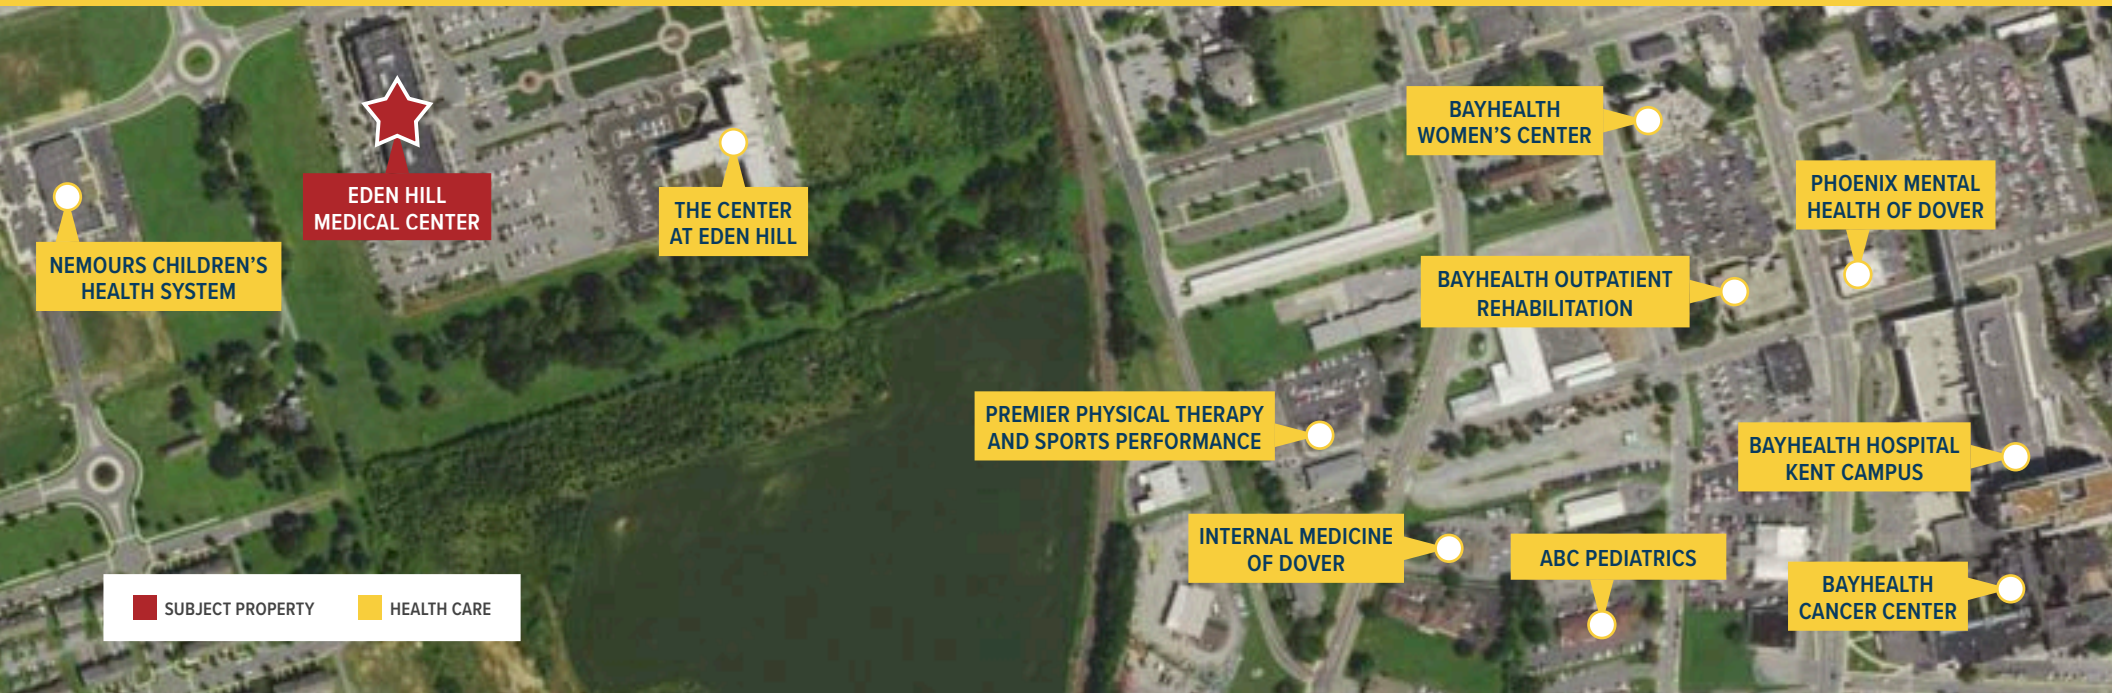 EDEN HILL
MEDICAL CENTER
NEMOURS CHILDREN'S
HEALTH SYSTEM
THE CENTER
AT EDEN HILL
BAYHEALTH
WOMEN'S CENTER
PHOENIX MENTAL
HEALTH OF DOVER
BAYHEALTH OUTPATIENT
REHABILITATION
PREMIER PHYSICAL THERAPY
AND SPORTS PERFORMANCE
BAYHEALTH HOSPITAL
KENT CAMPUS
INTERNAL MEDICINE
OF DOVER
ABC PEDIATRICS
BAYHEALTH
CANCER CENTER
SUBJECT PROPERTY
HEALTH CARE